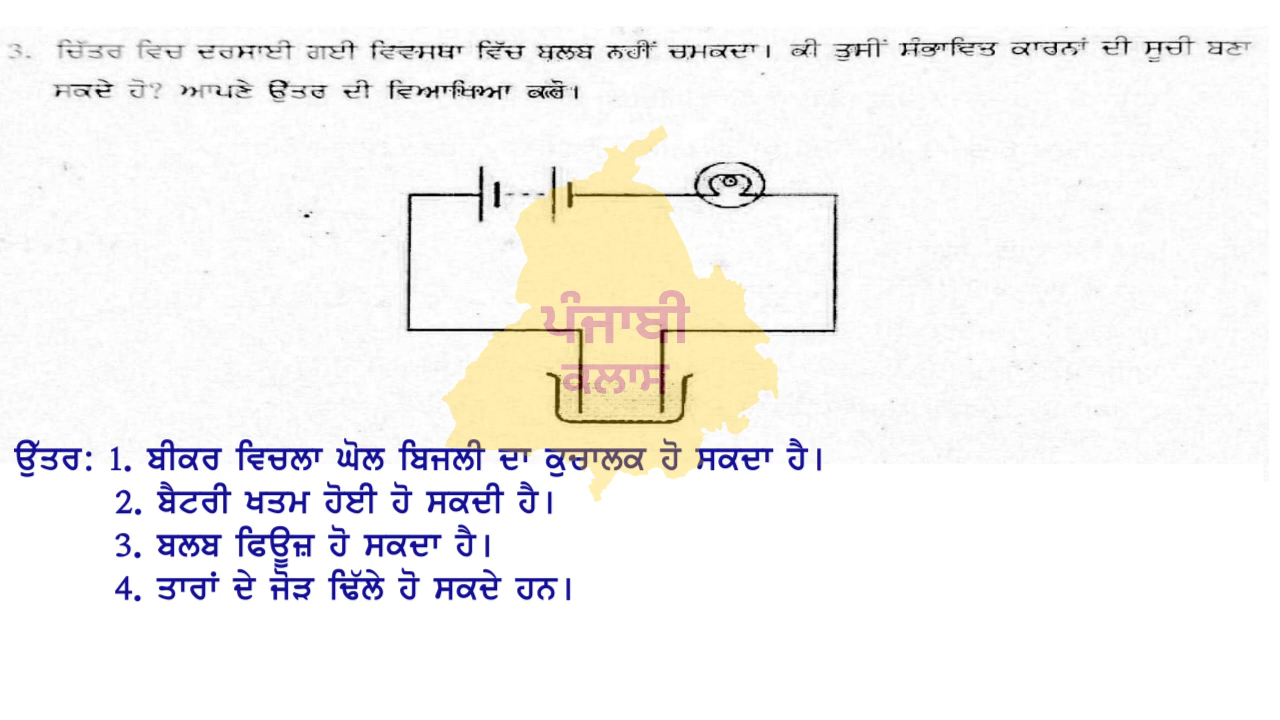 3. ਚਿੱਤਰ ਵਿਚ ਦਰਸਾਈ ਗਈ ਵਿਵਸਥਾ ਵਿੱਚ ਬਲਬ ਨਹੀਂ ਚਮਕਦਾ। ਕੀ ਤੁਸੀਂ ਸੰਭਾਵਿਤ ਕਾਰਨਾਂ ਦੀ ਸੂਚੀ ਬਣਾ
ਸਕਦੇ ਹੋ? ਆਪਣੇ ਉੱਤਰ ਦੀ ਵਿਆਖਿਆ ਕਰੋ।
ਪੰਜਾਬੀ
ਕਲਾਸ
ਉੱਤਰ: 1. ਬੀਕਰ ਵਿਚਲਾ ਘੋਲ ਬਿਜਲੀ ਦਾ ਕੁਚਾਲਕ ਹੋ ਸਕਦਾ ਹੈ।
2. ਬੈਟਰੀ ਖਤਮ ਹੋਈ ਹੋ ਸਕਦੀ ਹੈ।
3. ਬਲਬ ਫਿਊਜ਼ ਹੋ ਸਕਦਾ ਹੈ।
4. ਤਾਰਾਂ ਦੇ ਜੋੜ ਢਿੱਲੇ ਹੋ ਸਕਦੇ ਹਨ।